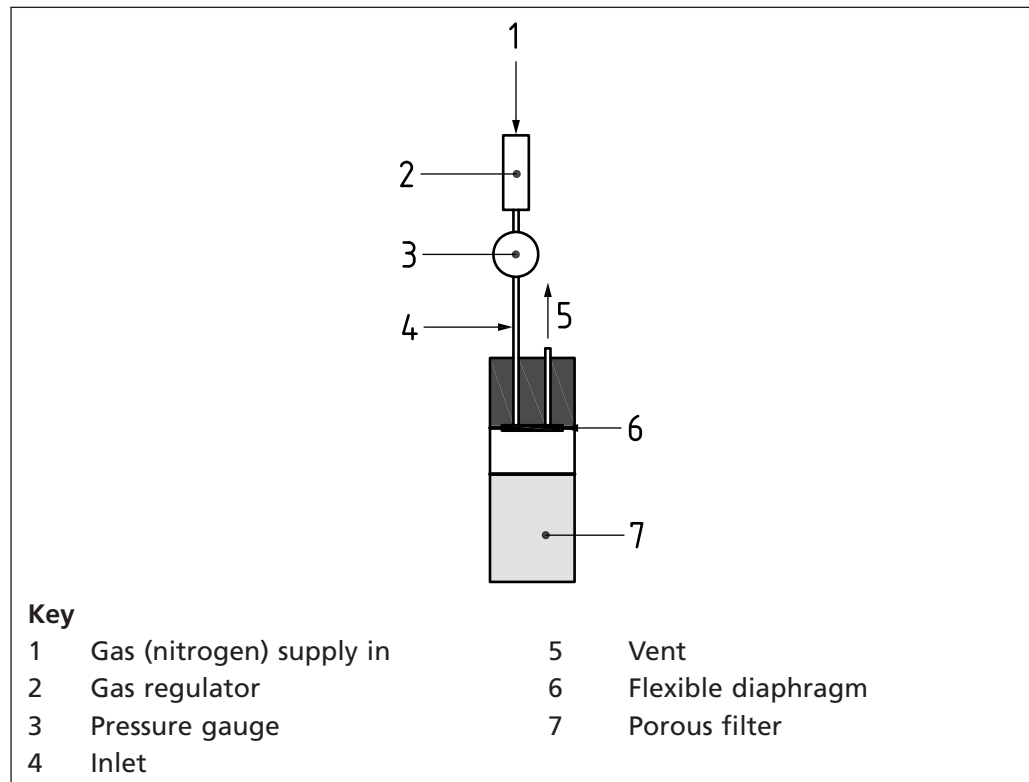 1
2
3
4
5
6
7
Key
1 Gas (nitrogen) supply in
2 Gas regulator
3 Pressure gauge
4 Inlet
5 Vent
6 Flexible diaphragm
7 Porous filter